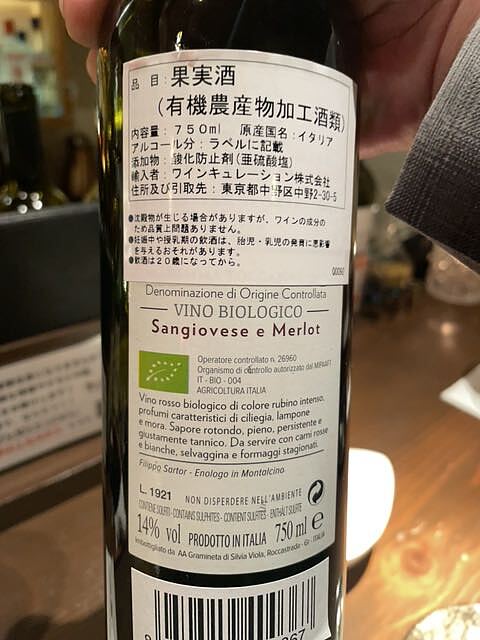 品 目:果実酒
(有機農産物加工酒類)
内容量:750ml 原産国名:イタリア
アルコール分:ラベルに記載
添加物:酸化防止剤(亜硫酸塩)
輸入者:ワインキュレーション株式会社
住所及び引取先:東京都中野区中野2-30-5
●沈殿物が生じる場合がありますが、ワインの成分の
ため品質上問題ありません。
●妊娠中や授乳期の飲酒は、胎児・乳児の発育に悪影響
を与えるおそれがあります。
●飲酒は20歳になってから。
Denominazione di Origine Controllata
VINO BIOLOGICO
Sangiovese e Merlot
Operatore controllato n. 26960
Organismo di controllo autorizzato dal MIPAAFT
IT - BIO - 004
AGRICOLTURA ITALIA
Vino rosso biologico di colore rubino intenso,
profumi caratteristici di ciliegia, lampone
e mora. Sapore rotondo, pieno, persistente e
giustamente tannico. Da servire con carni rosse
e bianche, selvaggina e formaggi stagionati.
Filippo Sartor - Enologo in Montalcino
L. 1921 NON DISPERDERE NELL'AMBIENTE
CONTIENE SOLFITI - CONTAINS SULPHITES - CONTIENT SULFITES - ENTHÄLT SULFITE
14% vol PRODOTTO IN ITALIA 750 ml e
Imbottigliato da AA Gramineta di Silvia Viola, Roccastrada - Gr - ITALIA